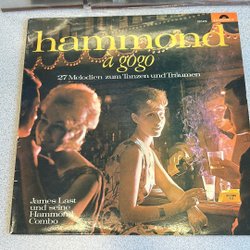 hammond
à gogo
27 Melodien zum Tanzen und Träumen
James Last
und seine
Hammond
Combo